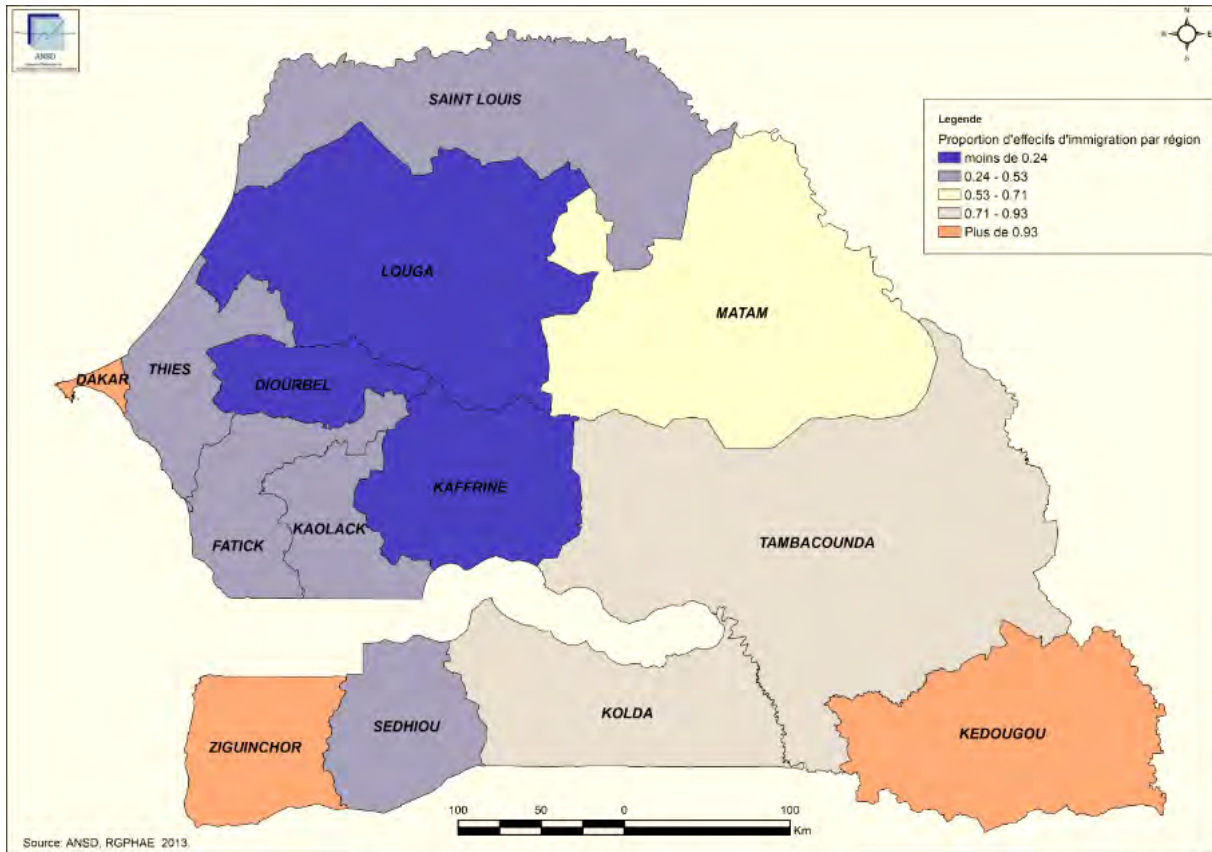 ANSD
N
E
SAINT LOUIS
Legende
Proportion d'effecifs d'immigration par région
moins de 0.24
0.24 - 0.53
0.53 - 0.71
0.71 - 0.93
Plus de 0.93
LOUGA
MATAM
DAKAR
THIES
DIOURBEL
KAFFRINE
KAOLACK
FATICK
TAMBACOUNDA
KOLDA
SEDHIOU
ZIGUINCHOR
KEDOUGOU
100 50 0 100
Km
Source: ANSD, RGPHAE 2013.